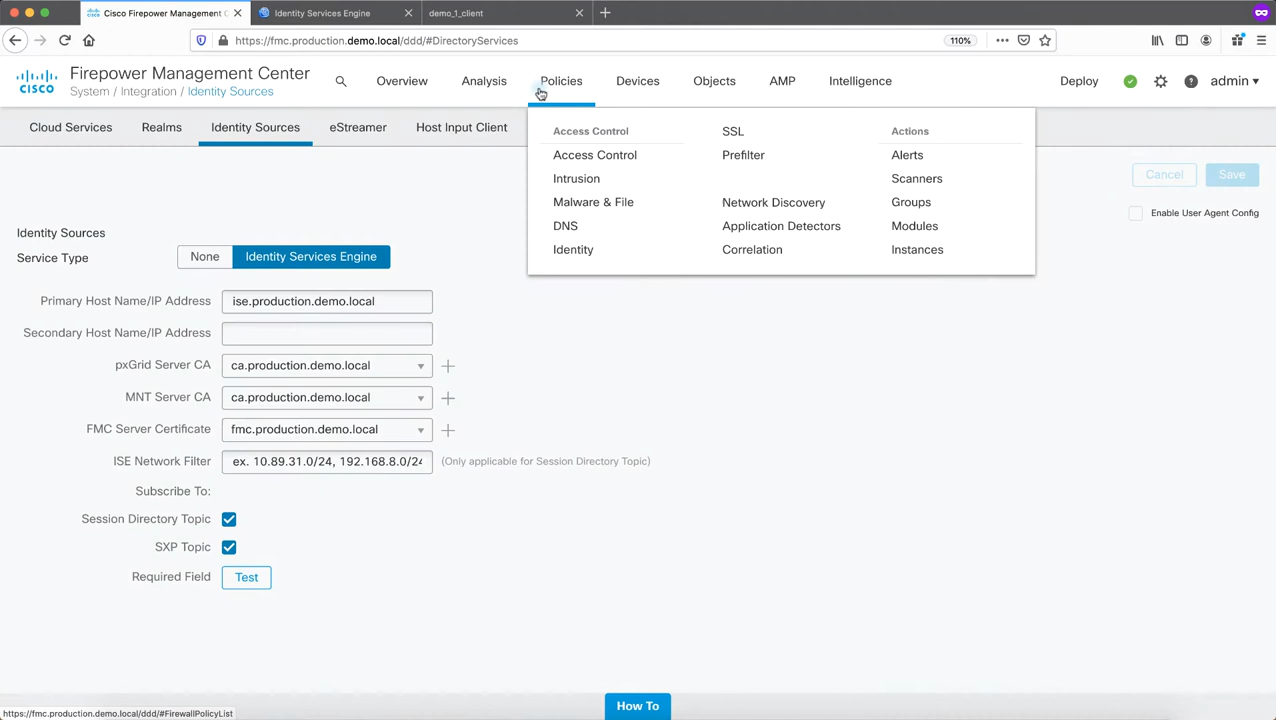 Cisco Firepower Management C
Identity Services Engine
demo_1_client
https://fmc.production.demo.local/ddd/#DirectoryServices
110%
cisco
Firepower Management Center
System / Integration / Identity Sources
Overview
Analysis
Policies
Devices
Objects
AMP
Intelligence
Deploy
admin
Cloud Services
Realms
Identity Sources
eStreamer
Host Input Client
Access Control
Access Control
Intrusion
Malware & File
DNS
Identity
SSL
Prefilter
Network Discovery
Application Detectors
Correlation
Actions
Alerts
Scanners
Groups
Modules
Instances
Cancel
Save
Enable User Agent Config
Identity Sources
Service Type
None
Identity Services Engine
Primary Host Name/IP Address
ise.production.demo.local
Secondary Host Name/IP Address
pxGrid Server CA
ca.production.demo.local
MNT Server CA
ca.production.demo.local
FMC Server Certificate
fmc.production.demo.local
ISE Network Filter
ex. 10.89.31.0/24, 192.168.8.0/24
(Only applicable for Session Directory Topic)
Subscribe To:
Session Directory Topic
SXP Topic
Required Field
Test
How To
https://fmc.production.demo.local/ddd/#FirewallPolicyList